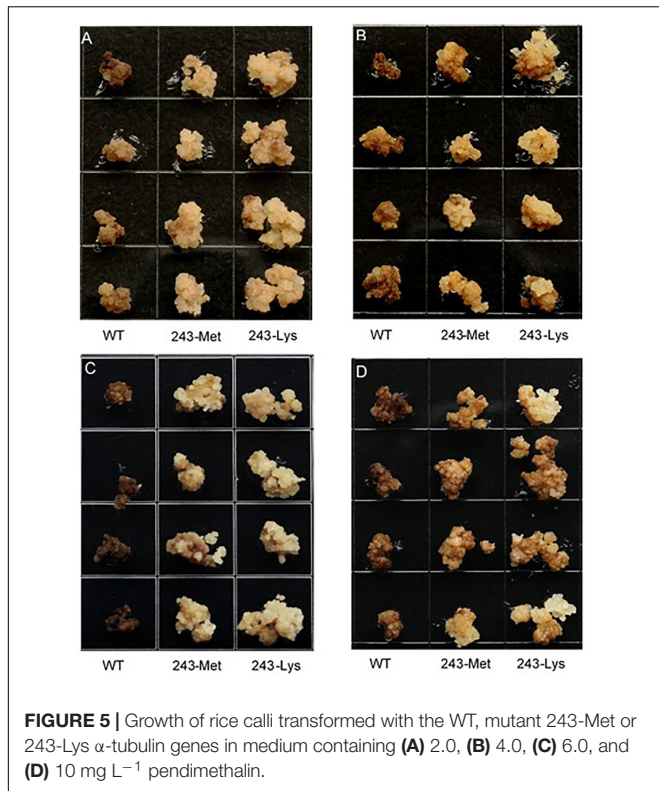 A
B
WT 243-Met 243-Lys
WT 243-Met 243-Lys
C
D
WT 243-Met 243-Lys
WT 243-Met 243-Lys
FIGURE 5 | Growth of rice calli transformed with the WT, mutant 243-Met or
243-Lys α-tubulin genes in medium containing (A) 2.0, (B) 4.0, (C) 6.0, and
(D) 10 mg L−1 pendimethalin.